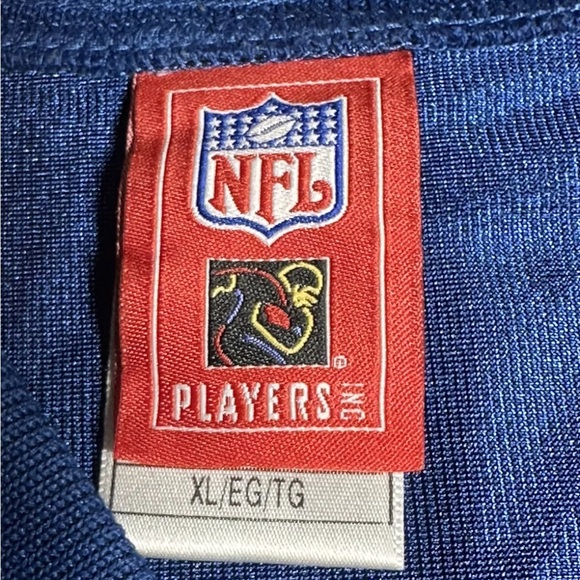 NFL
PLAYERS INC
XL/EG/TG